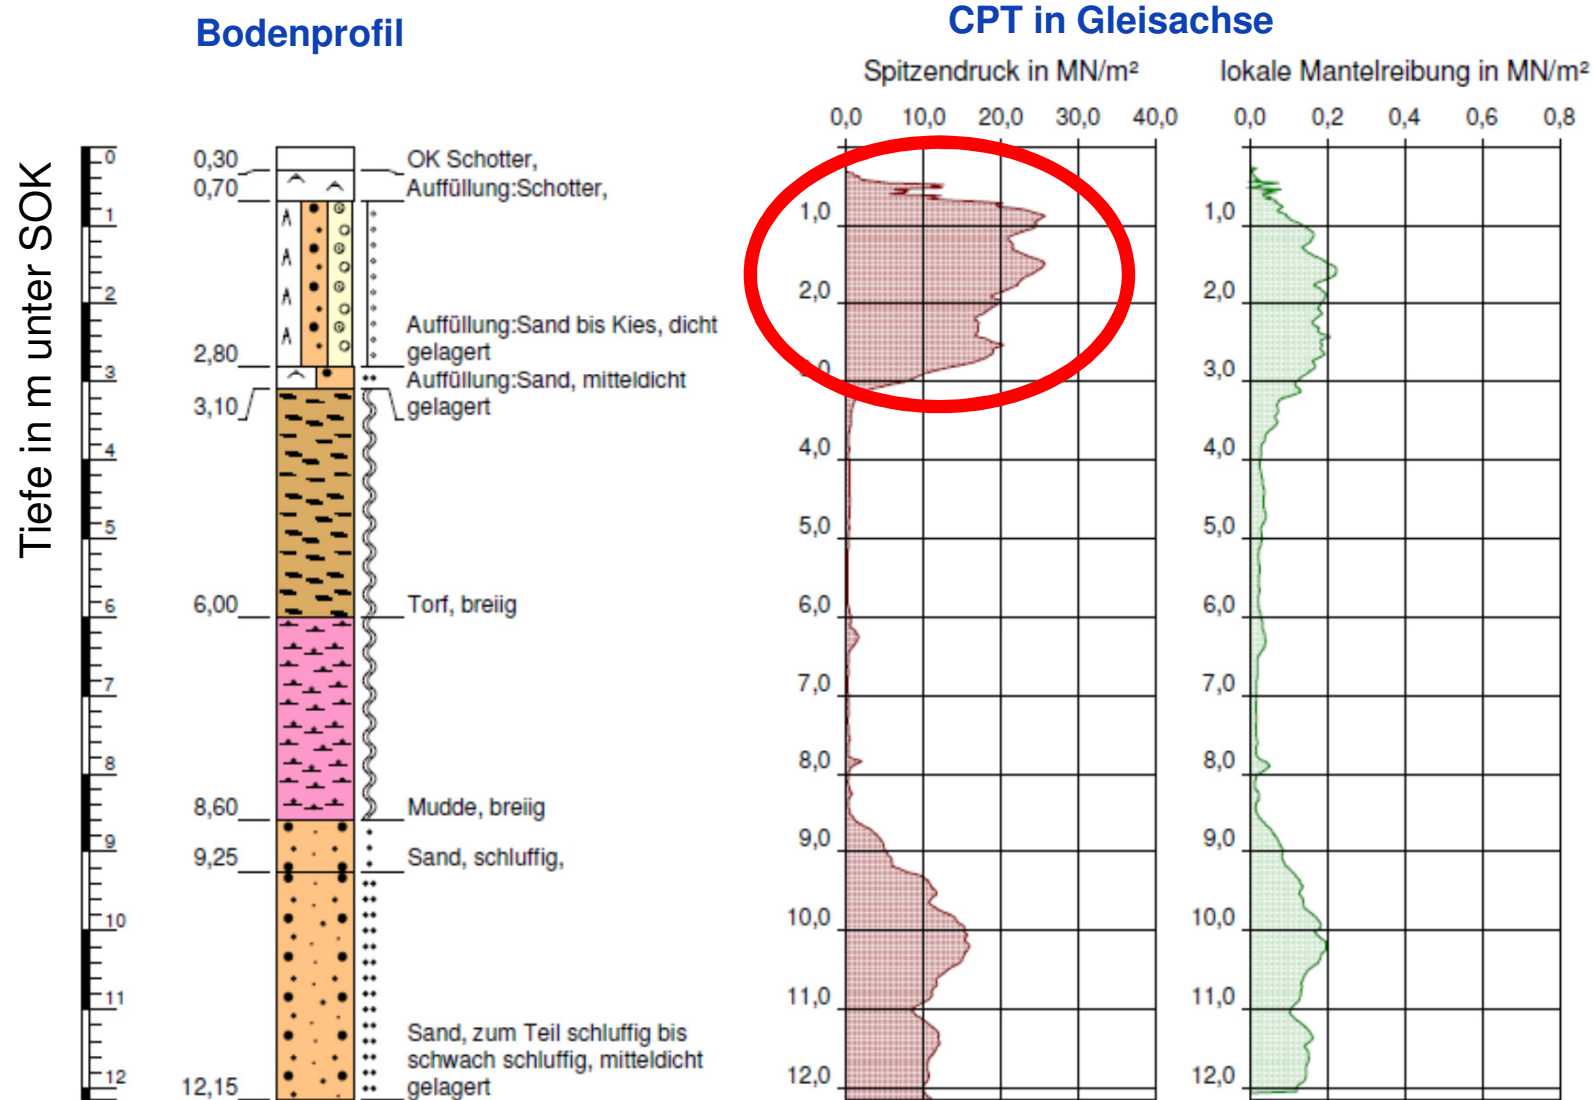 Bodenprofil
CPT in Gleisachse
Spitzendruck in MN/m²
lokale Mantelreibung in MN/m²
0,0 10,0 20,0 30,0 40,0
0,0 0,2 0,4 0,6 0,8
Tiefe in m unter SOK
0
1
2
3
4
5
6
7
8
9
10
11
12
0,30 OK Schotter,
0,70 Auffüllung:Schotter,
Auffüllung:Sand bis Kies, dicht
2,80 gelagert
Auffüllung:Sand, mitteldicht
3,10 gelagert
6,00 Torf, breiig
8,60 Mudde, breiig
9,25 Sand, schluffig,
Sand, zum Teil schluffig bis
schwach schluffig, mitteldicht
12,15 gelagert
1,0
2,0
3,0
4,0
5,0
6,0
7,0
8,0
9,0
10,0
11,0
12,0
1,0
2,0
3,0
4,0
5,0
6,0
7,0
8,0
9,0
10,0
11,0
12,0